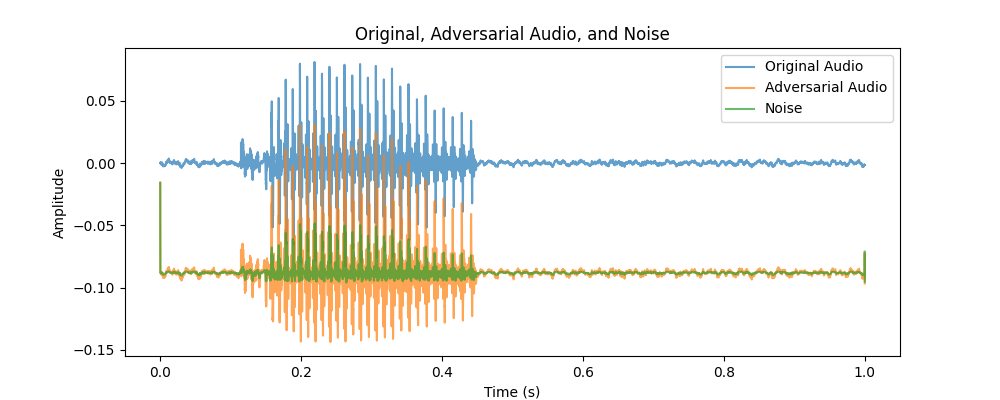 Original, Adversarial Audio, and Noise
Original Audio
Adversarial Audio
Noise
Amplitude
0.05
0.00
−0.05
−0.10
−0.15
0.0 0.2 0.4 0.6 0.8 1.0
Time (s)